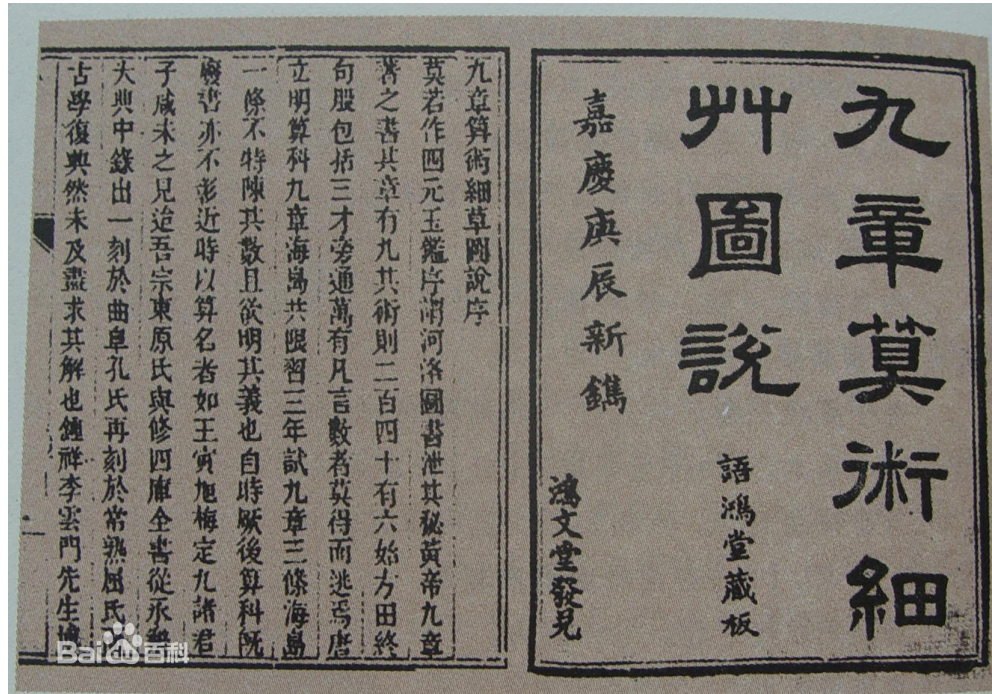 九章算術細
艸圖說
語鴻堂藏板
嘉慶庚辰新鐫
鴻文堂發兌
九章算術細草圖說序
莫若作四元玉鑑序謂河洛圖書泄其秘黃帝九章
著之書其章有九其術則二百四十有六始方田終
句股包括三才旁通萬有凡言數者莫得而逃焉唐
立明算科九章海島共限習三年試九章三條海島
一條不特陳其數且欲明其義也自時厥後算科既
廢書亦不彰近時以算名者如王寅旭梅定九諸君
子咸未之見迨吾宗東原氏與修四庫全書從永樂
大典中錄出一刻於曲阜孔氏再刻於常熟屈氏
古學復興然未及盡求其解也鍾祥李雲門先生博
Bai百科